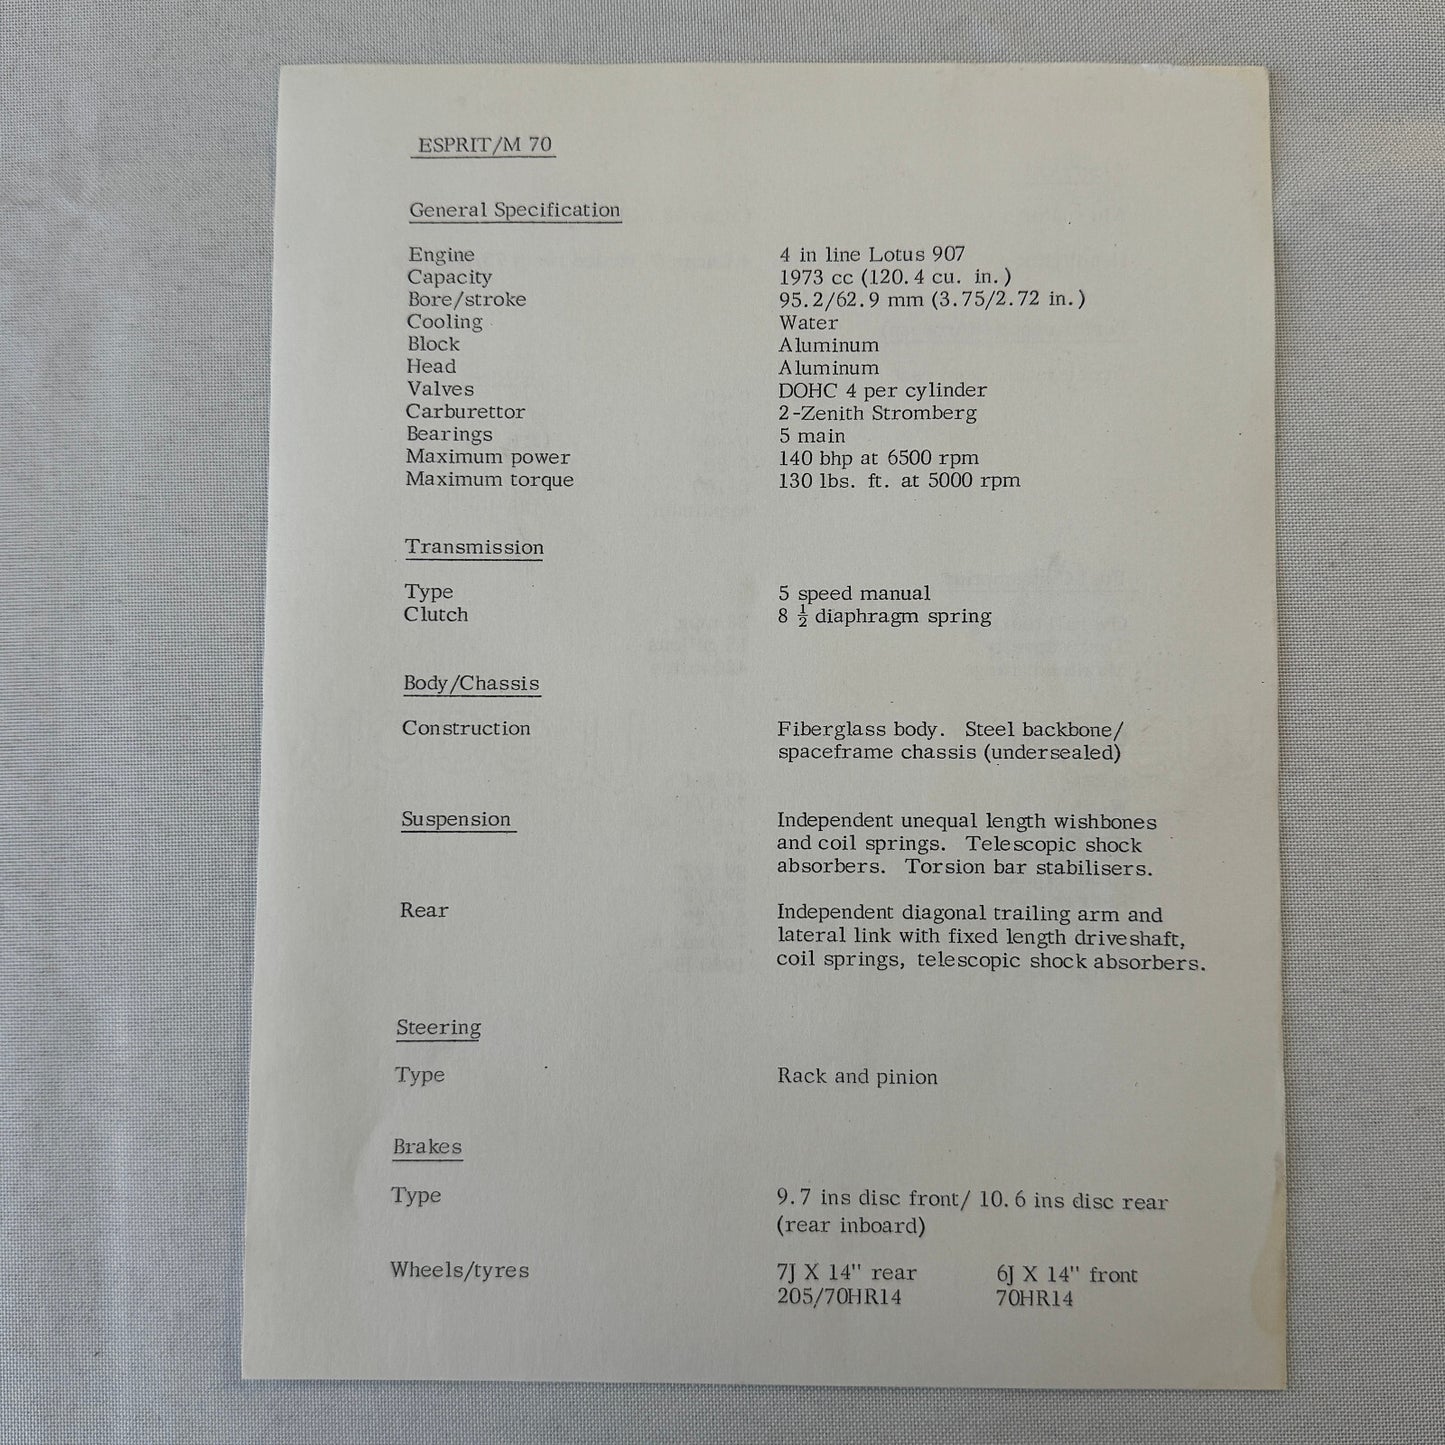 ESPRIT/M 70
General Specification
Engine 4 in line Lotus 907
Capacity 1973 cc (120.4 cu. in.)
Bore/stroke 95.2/62.9 mm (3.75/2.72 in.)
Cooling Water
Block Aluminum
Head Aluminum
Valves DOHC 4 per cylinder
Carburettor 2-Zenith Stromberg
Bearings 5 main
Maximum power 140 bhp at 6500 rpm
Maximum torque 130 lbs. ft. at 5000 rpm
Transmission
Type 5 speed manual
Clutch 8 ½ diaphragm spring
Body/Chassis
Construction Fiberglass body. Steel backbone/
spaceframe chassis (undersealed)
Suspension Independent unequal length wishbones
and coil springs. Telescopic shock
absorbers. Torsion bar stabilisers.
Rear Independent diagonal trailing arm and
lateral link with fixed length driveshaft,
coil springs, telescopic shock absorbers.
Steering
Type Rack and pinion
Brakes
Type 9.7 ins disc front/ 10.6 ins disc rear
(rear inboard)
Wheels/tyres 7J X 14" rear 6J X 14" front
205/70HR14 70HR14